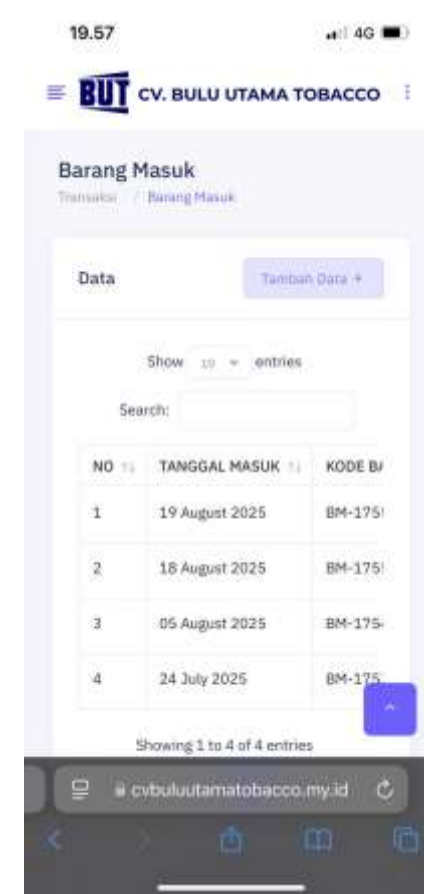 19.57 4G
BUT CV. BULU UTAMA TOBACCO
Barang Masuk
Transaksi / Barang Masuk
Data Tambah Data +
Show 10 entries
Search:
NO TANGGAL MASUK KODE BA
1 19 August 2025 BM-175
2 18 August 2025 BM-175
3 05 August 2025 BM-175
4 24 July 2025 BM-175
Showing 1 to 4 of 4 entries
cvbuluutamatobacco.my.id